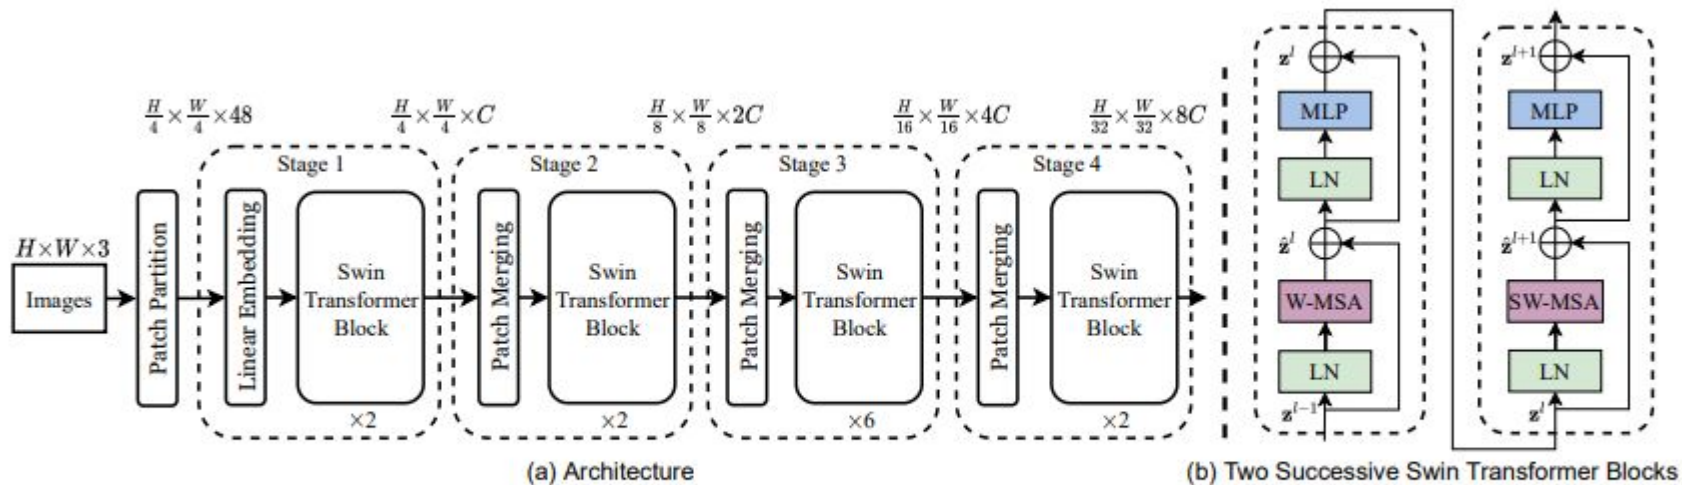 H×W×3
Images
Patch Partition
H/4 × W/4 ×48
Stage 1
Linear Embedding
Swin
Transformer
Block
×2
H/4 × W/4 ×C
Stage 2
Patch Merging
Swin
Transformer
Block
×2
H/8 × W/8 ×2C
Stage 3
Patch Merging
Swin
Transformer
Block
×6
H/16 × W/16 ×4C
Stage 4
Patch Merging
Swin
Transformer
Block
×2
H/32 × W/32 ×8C
(a) Architecture
z^l
MLP
LN
ẑ^l
W-MSA
LN
z^{l-1}
z^{l+1}
MLP
LN
ẑ^{l+1}
SW-MSA
LN
z^l
(b) Two Successive Swin Transformer Blocks